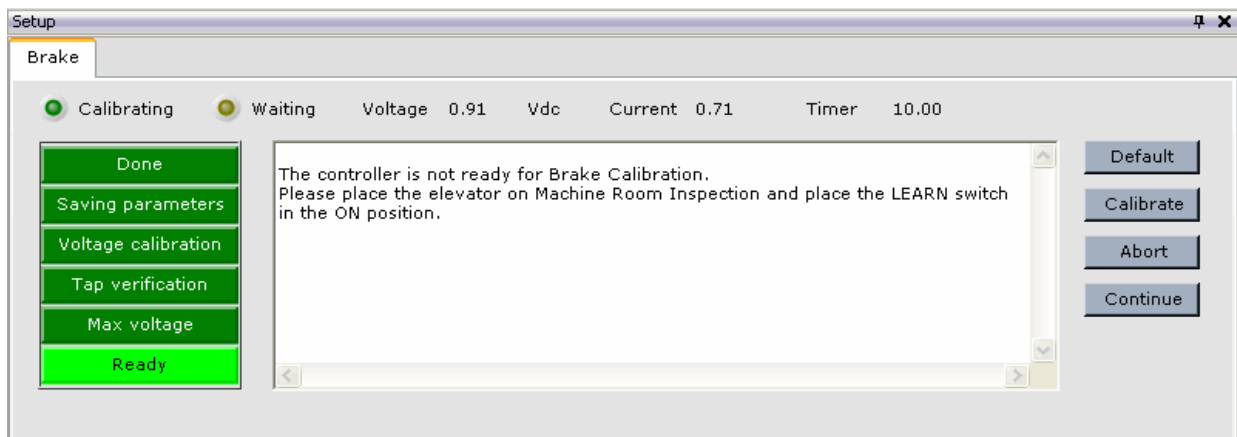 Setup
Brake
Calibrating Waiting Voltage 0.91 Vdc Current 0.71 Timer 10.00
Done
Saving parameters
Voltage calibration
Tap verification
Max voltage
Ready
The controller is not ready for Brake Calibration.
Please place the elevator on Machine Room Inspection and place the LEARN switch
in the ON position.
Default
Calibrate
Abort
Continue